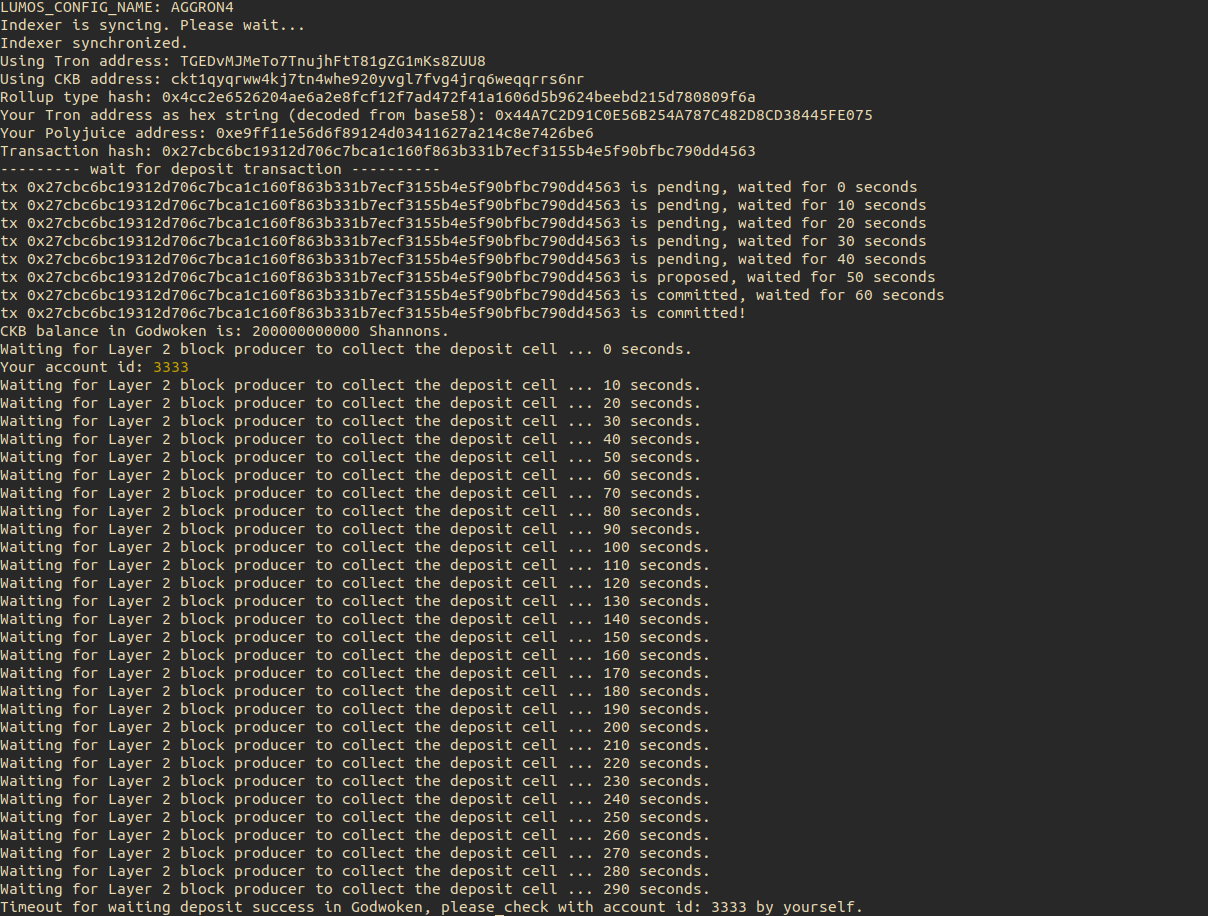 LUMOS_CONFIG_NAME: AGGRON4
Indexer is syncing. Please wait...
Indexer synchronized.
Using Tron address: TGEDvMJMeTo7TnujhFtT81gZG1mKs8ZUU8
Using CKB address: ckt1qyqrww4kj7tn4whe920yvgl7fvg4jrq6weqqrrs6nr
Rollup type hash: 0x4cc2e6526204ae6a2e8fcf12f7ad472f41a1606d5b9624beebd215d780809f6a
Your Tron address as hex string (decoded from base58): 0x44A7C2D91C0E56B254A787C482D8CD38445FE075
Your Polyjuice address: 0xe9ff11e56d6f89124d03411627a214c8e7426be6
Transaction hash: 0x27cbc6bc19312d706c7bca1c160f863b331b7ecf3155b4e5f90bfbc790dd4563
--------- wait for deposit transaction ----------
tx 0x27cbc6bc19312d706c7bca1c160f863b331b7ecf3155b4e5f90bfbc790dd4563 is pending, waited for 0 seconds
tx 0x27cbc6bc19312d706c7bca1c160f863b331b7ecf3155b4e5f90bfbc790dd4563 is pending, waited for 10 seconds
tx 0x27cbc6bc19312d706c7bca1c160f863b331b7ecf3155b4e5f90bfbc790dd4563 is pending, waited for 20 seconds
tx 0x27cbc6bc19312d706c7bca1c160f863b331b7ecf3155b4e5f90bfbc790dd4563 is pending, waited for 30 seconds
tx 0x27cbc6bc19312d706c7bca1c160f863b331b7ecf3155b4e5f90bfbc790dd4563 is pending, waited for 40 seconds
tx 0x27cbc6bc19312d706c7bca1c160f863b331b7ecf3155b4e5f90bfbc790dd4563 is proposed, waited for 50 seconds
tx 0x27cbc6bc19312d706c7bca1c160f863b331b7ecf3155b4e5f90bfbc790dd4563 is committed, waited for 60 seconds
tx 0x27cbc6bc19312d706c7bca1c160f863b331b7ecf3155b4e5f90bfbc790dd4563 is committed!
CKB balance in Godwoken is: 200000000000 Shannons.
Waiting for Layer 2 block producer to collect the deposit cell ... 0 seconds.
Your account id: 3333
Waiting for Layer 2 block producer to collect the deposit cell ... 10 seconds.
Waiting for Layer 2 block producer to collect the deposit cell ... 20 seconds.
Waiting for Layer 2 block producer to collect the deposit cell ... 30 seconds.
Waiting for Layer 2 block producer to collect the deposit cell ... 40 seconds.
Waiting for Layer 2 block producer to collect the deposit cell ... 50 seconds.
Waiting for Layer 2 block producer to collect the deposit cell ... 60 seconds.
Waiting for Layer 2 block producer to collect the deposit cell ... 70 seconds.
Waiting for Layer 2 block producer to collect the deposit cell ... 80 seconds.
Waiting for Layer 2 block producer to collect the deposit cell ... 90 seconds.
Waiting for Layer 2 block producer to collect the deposit cell ... 100 seconds.
Waiting for Layer 2 block producer to collect the deposit cell ... 110 seconds.
Waiting for Layer 2 block producer to collect the deposit cell ... 120 seconds.
Waiting for Layer 2 block producer to collect the deposit cell ... 130 seconds.
Waiting for Layer 2 block producer to collect the deposit cell ... 140 seconds.
Waiting for Layer 2 block producer to collect the deposit cell ... 150 seconds.
Waiting for Layer 2 block producer to collect the deposit cell ... 160 seconds.
Waiting for Layer 2 block producer to collect the deposit cell ... 170 seconds.
Waiting for Layer 2 block producer to collect the deposit cell ... 180 seconds.
Waiting for Layer 2 block producer to collect the deposit cell ... 190 seconds.
Waiting for Layer 2 block producer to collect the deposit cell ... 200 seconds.
Waiting for Layer 2 block producer to collect the deposit cell ... 210 seconds.
Waiting for Layer 2 block producer to collect the deposit cell ... 220 seconds.
Waiting for Layer 2 block producer to collect the deposit cell ... 230 seconds.
Waiting for Layer 2 block producer to collect the deposit cell ... 240 seconds.
Waiting for Layer 2 block producer to collect the deposit cell ... 250 seconds.
Waiting for Layer 2 block producer to collect the deposit cell ... 260 seconds.
Waiting for Layer 2 block producer to collect the deposit cell ... 270 seconds.
Waiting for Layer 2 block producer to collect the deposit cell ... 280 seconds.
Waiting for Layer 2 block producer to collect the deposit cell ... 290 seconds.
Timeout for waiting deposit success in Godwoken, please check with account id: 3333 by yourself.